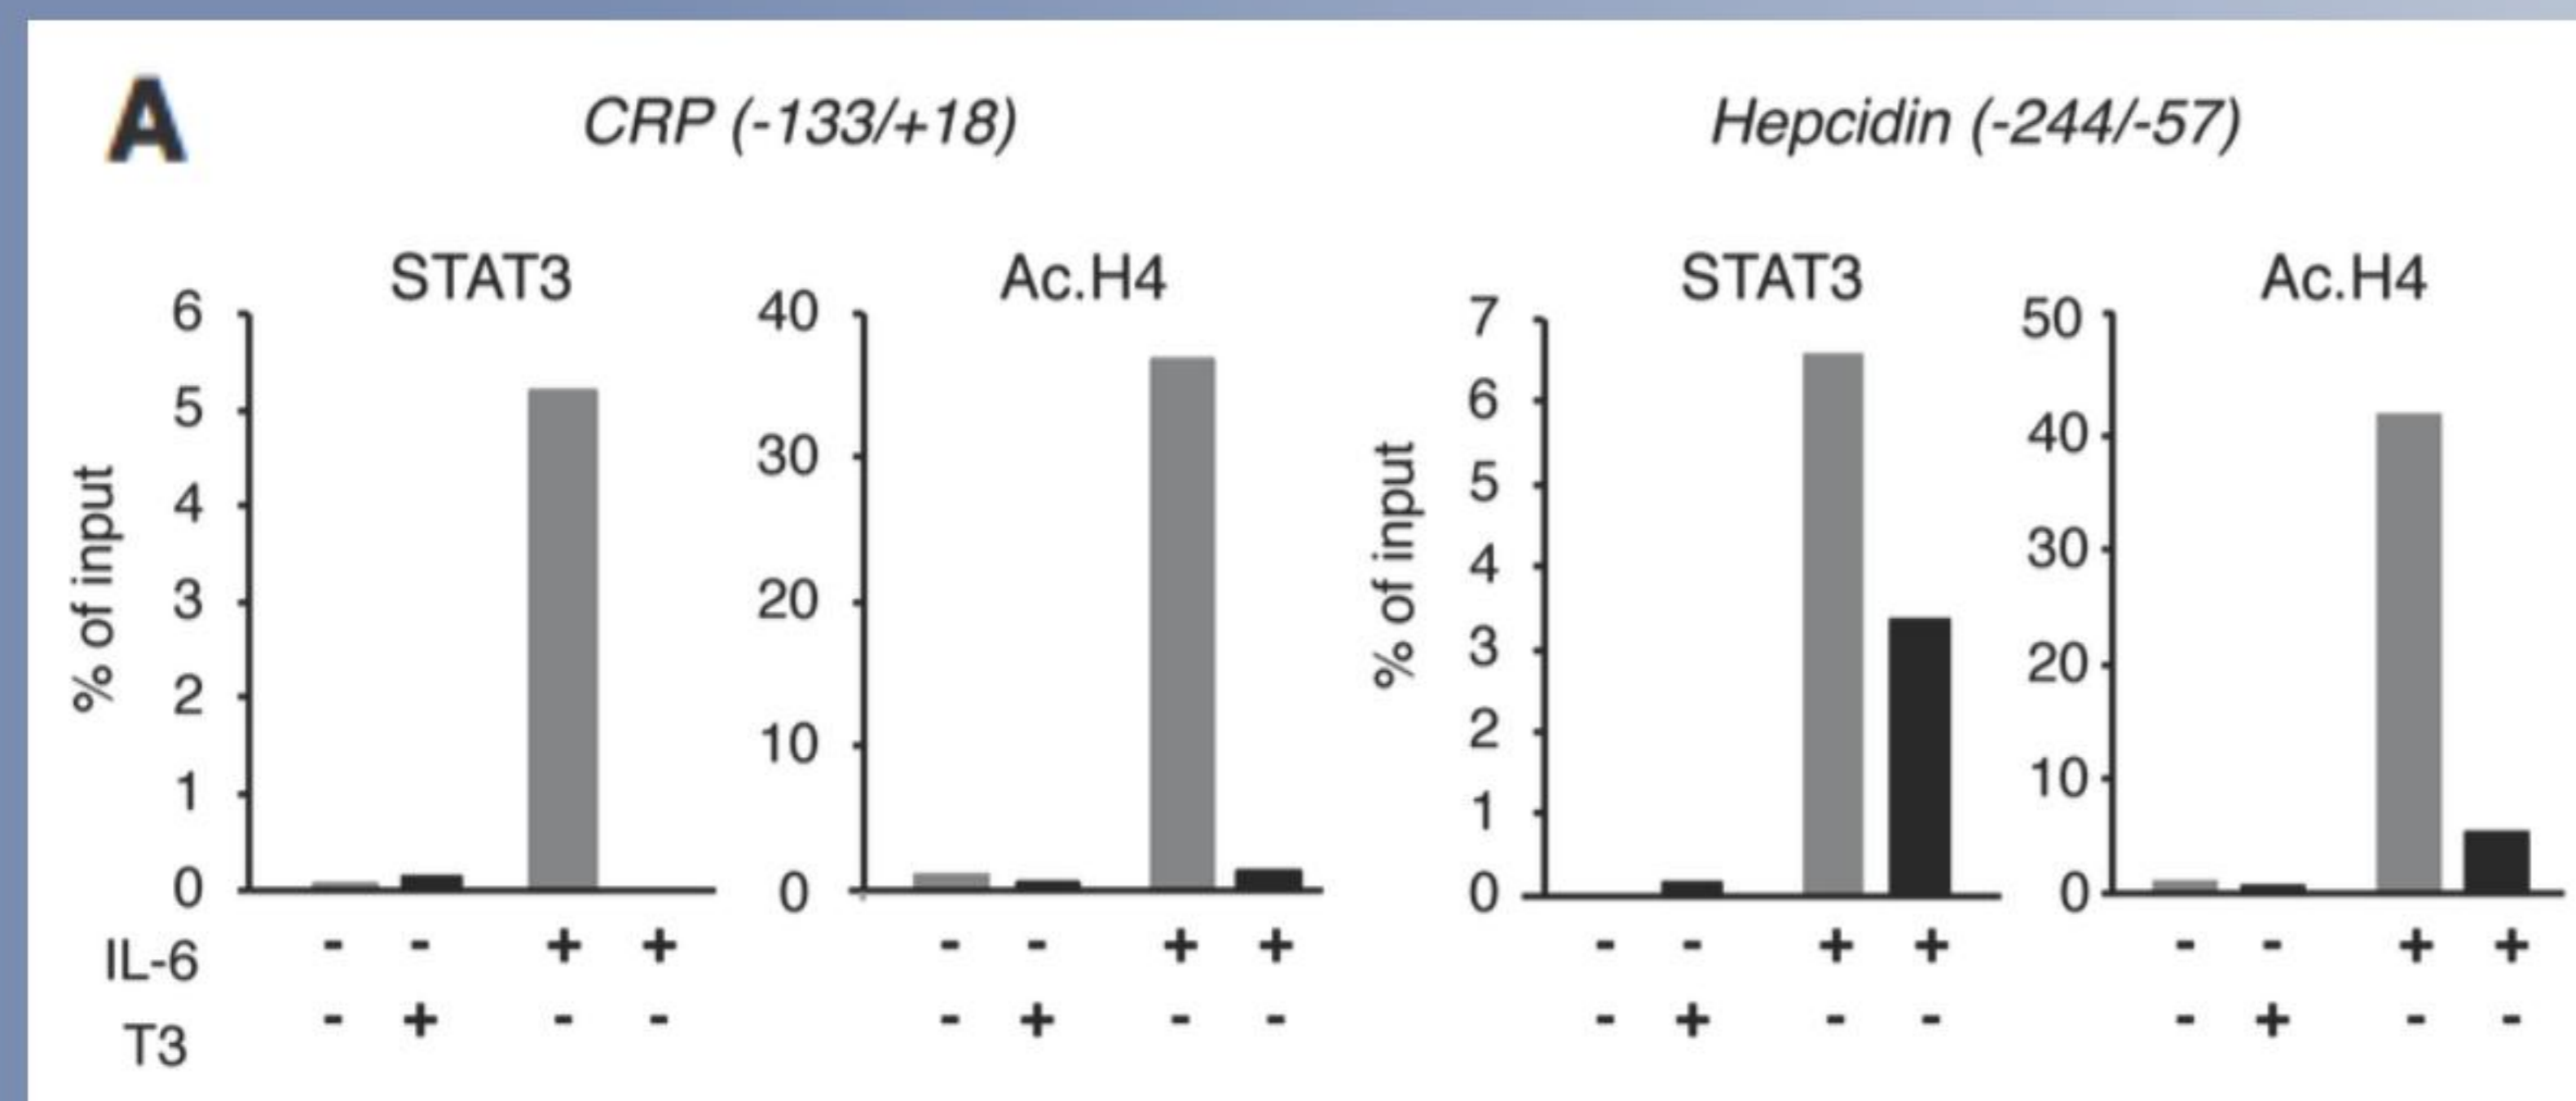 A
CRP (-133/+18)
Hepcidin (-244/-57)
STAT3
Ac.H4
STAT3
Ac.H4
% of input
6
5
4
3
2
1
0
40
30
20
10
0
% of input
7
6
5
4
3
2
1
0
50
40
30
20
10
0
IL-6 - - + + - - + + - - + + - - + +
T3 - + - - - + - - - + - - - + - -